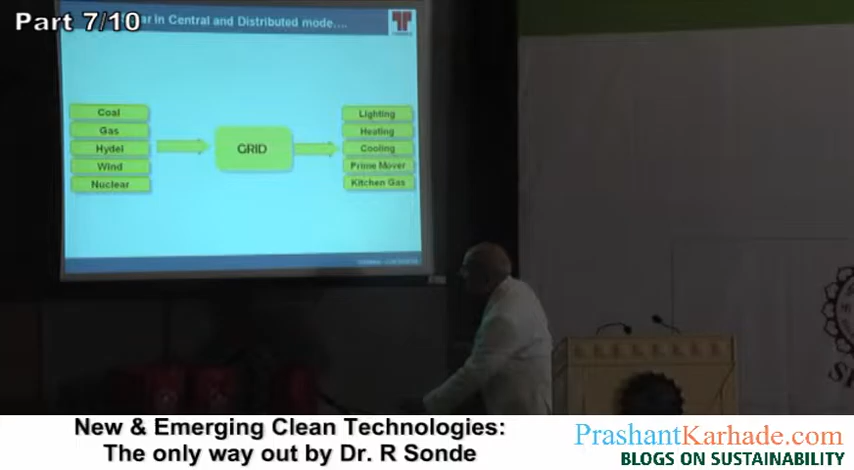 Part 7/10
ar in Central and Distributed mode....
Coal
Gas
Hydel
Wind
Nuclear
GRID
Lighting
Heating
Cooling
Prime Mover
Kitchen Gas
New & Emerging Clean Technologies:
The only way out by Dr. R Sonde
PrashantKarhade.com
BLOGS ON SUSTAINABILITY